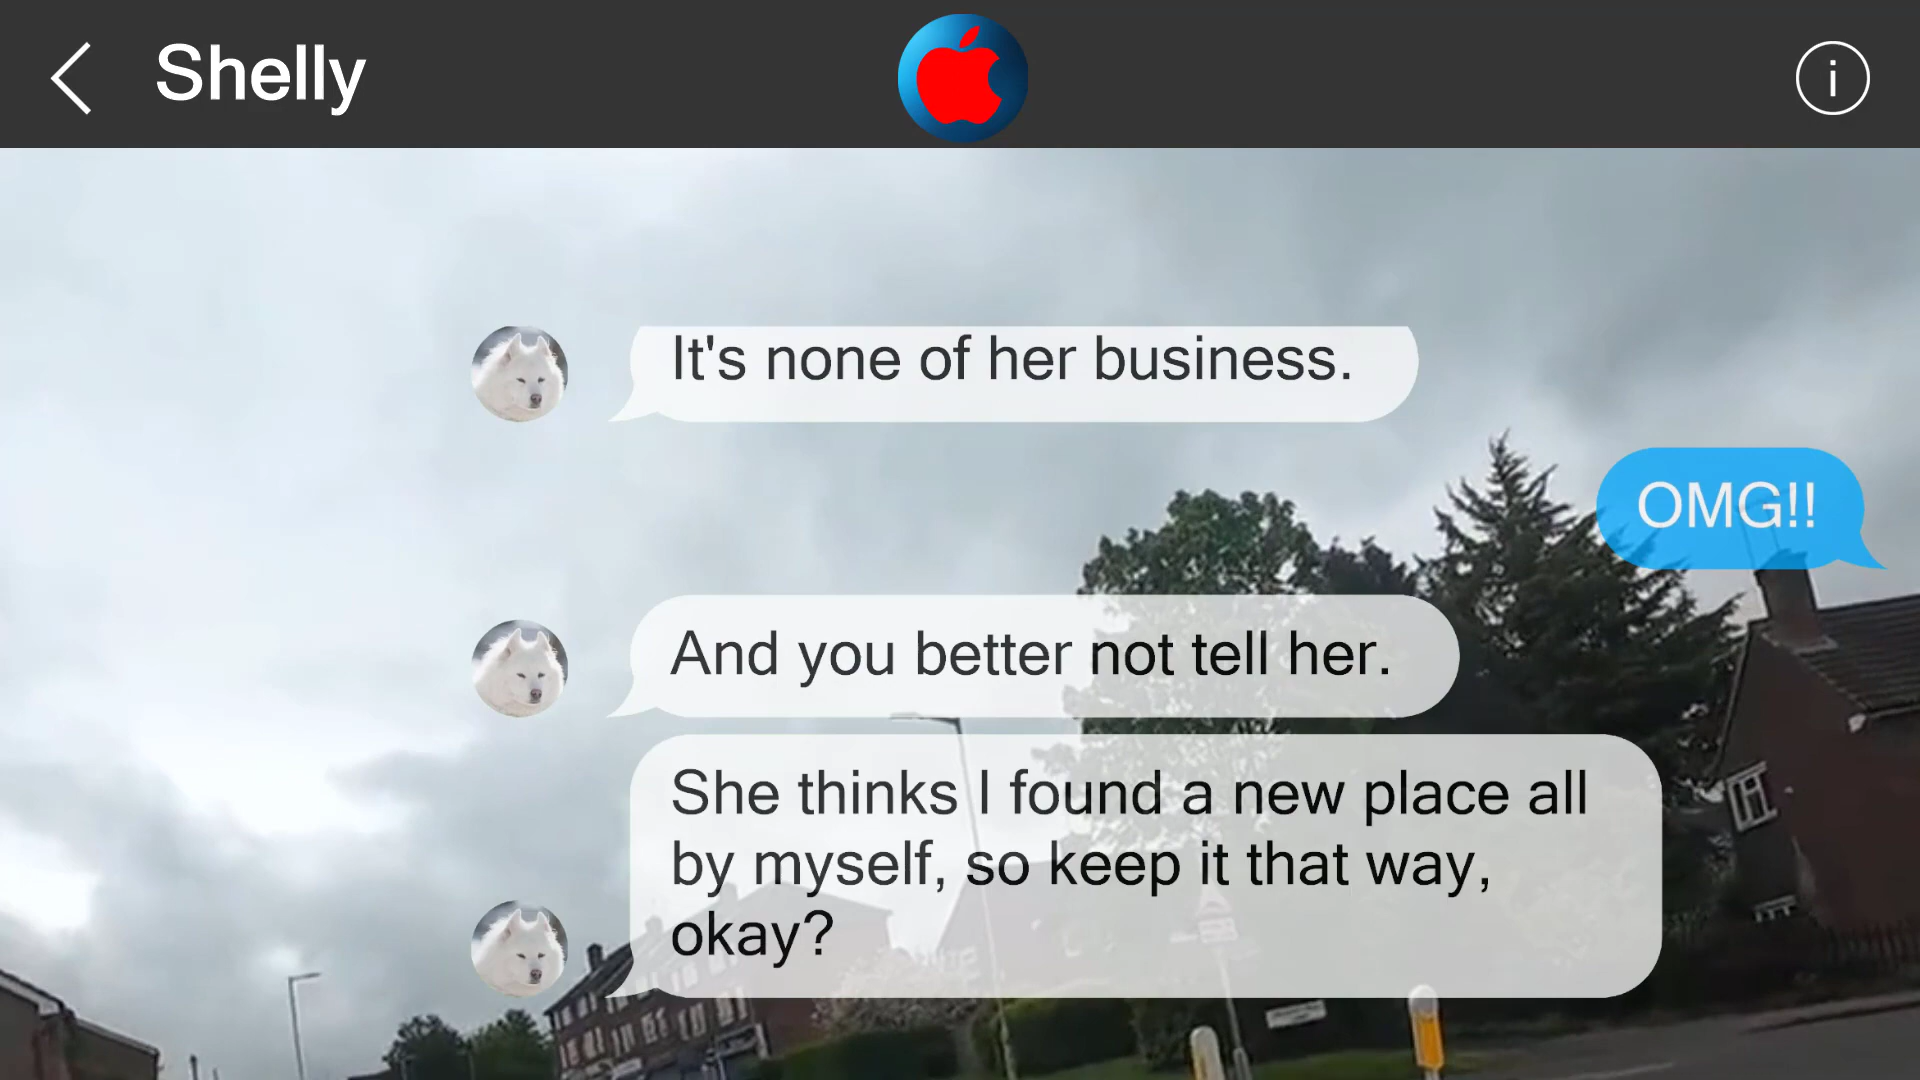 Shelly
It's none of her business.
OMG!!
And you better not tell her.
She thinks I found a new place all
by myself, so keep it that way,
okay?